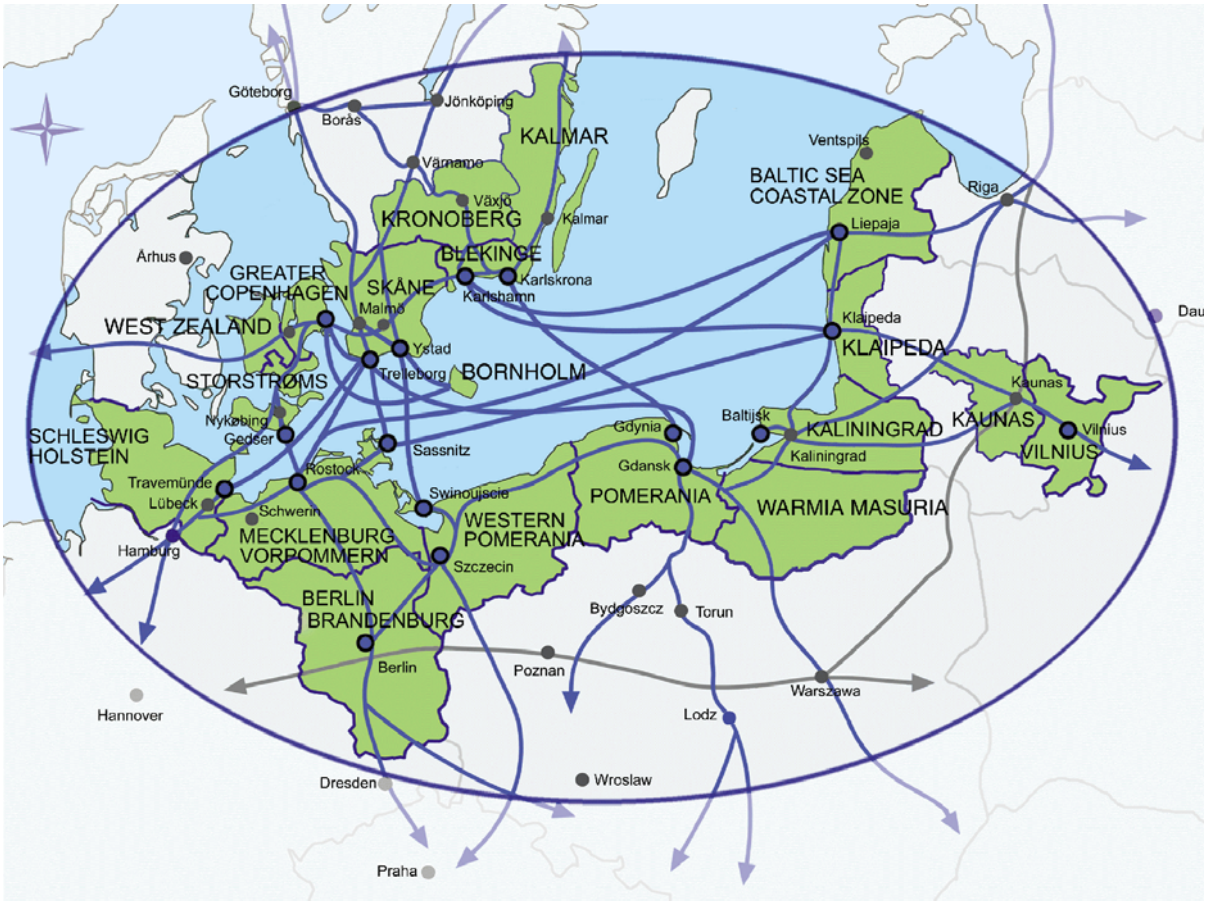 Göteborg
Borås
Jönköping
KALMAR
Ventspils
Värnamo
BALTIC SEA
COASTAL ZONE
Riga
Växjö
KRONOBERG
Kalmar
Liepaja
Århus
BLEKINGE
GREATER
COPENHAGEN
SKÅNE
Karlskrona
Karlshamn
Malmö
WEST ZEALAND
Klaipeda
Dau
KLAIPEDA
Ystad
Trelleborg
BORNHOLM
STORSTRØMS
Kaunas
Nykøbing
Gedser
Baltijsk
KAUNAS
SCHLESWIG
HOLSTEIN
Gdynia
KALININGRAD
Vilnius
Sassnitz
VILNIUS
Kaliningrad
Rostock
Gdansk
Travemünde
Lübeck
Swinoujscie
POMERANIA
WARMIA MASURIA
Schwerin
WESTERN
POMERANIA
MECKLENBURG
VORPOMMERN
Hamburg
Szczecin
BERLIN
BRANDENBURG
Bydgoszcz
Torun
Berlin
Poznan
Warszawa
Hannover
Lodz
Dresden
Wroslaw
Praha